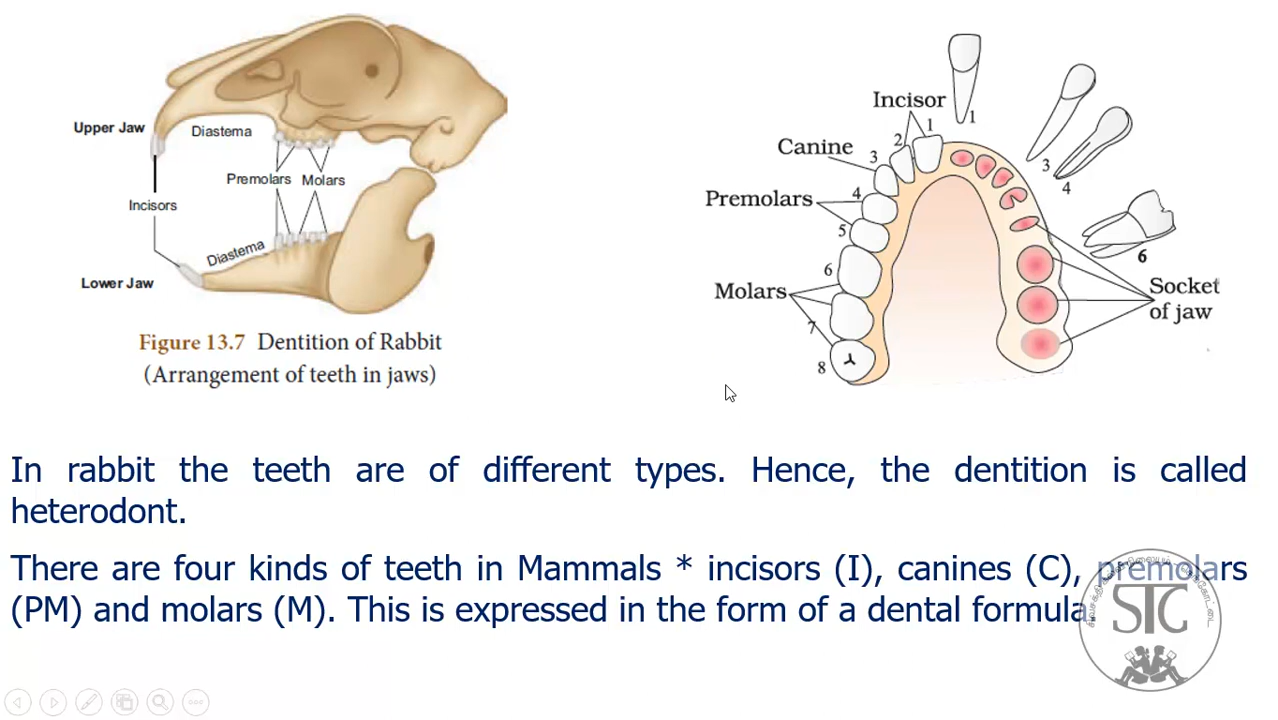 Upper Jaw
Diastema
Premolars Molars
Incisors
Diastema
Lower Jaw
Figure 13.7 Dentition of Rabbit
(Arrangement of teeth in jaws)
Incisor
1
1
2
Canine
3
3
4
Premolars
4
5
6
6
Molars
7
8
Socket
of jaw
In rabbit the teeth are of different types. Hence, the dentition is called
heterodont.
There are four kinds of teeth in Mammals * incisors (I), canines (C), premolars
(PM) and molars (M). This is expressed in the form of a dental formula
STC